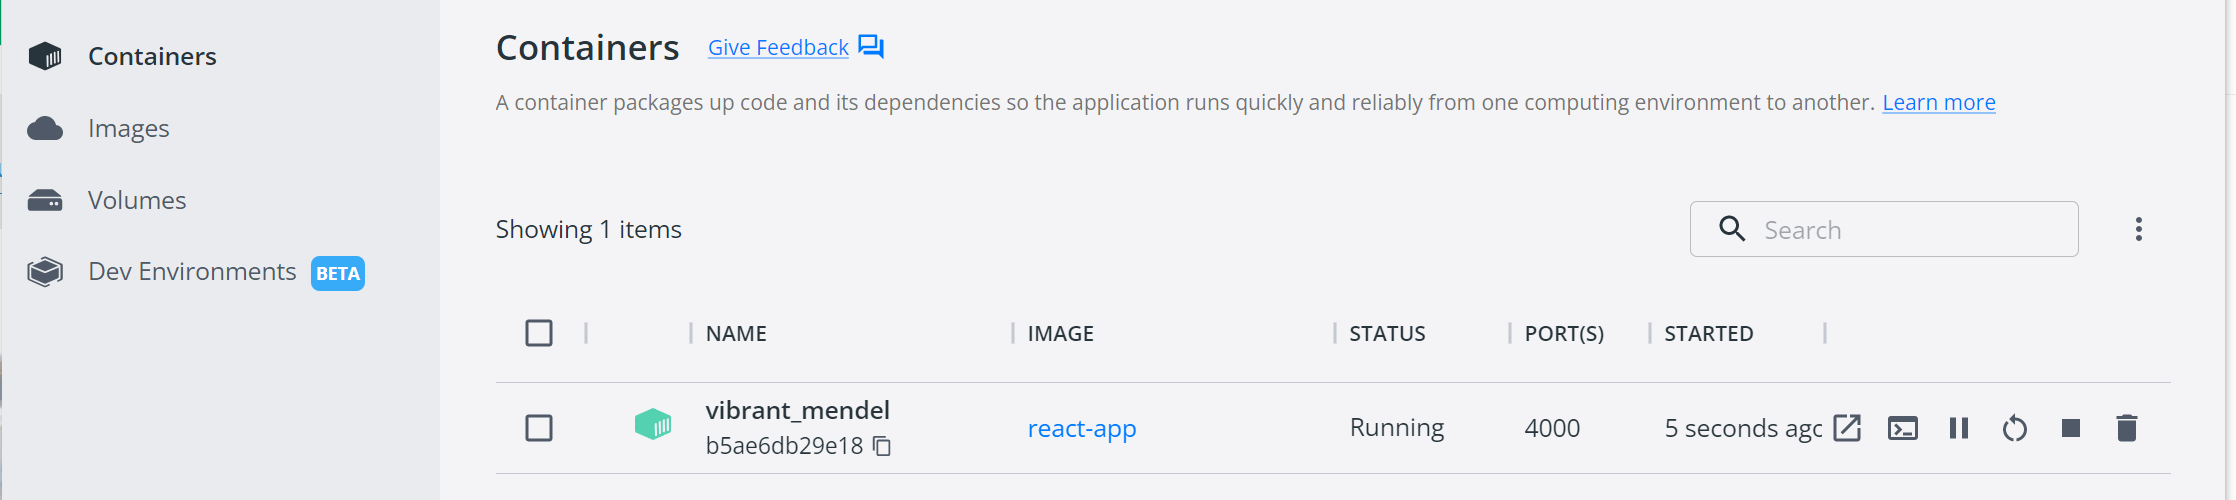 Containers
Images
Volumes
Dev Environments BETA
Containers Give Feedback
A container packages up code and its dependencies so the application runs quickly and reliably from one computing environment to another. Learn more
Showing 1 items
Search
NAME IMAGE STATUS PORT(S) STARTED
vibrant_mendel
b5ae6db29e18
react-app Running 4000 5 seconds agc